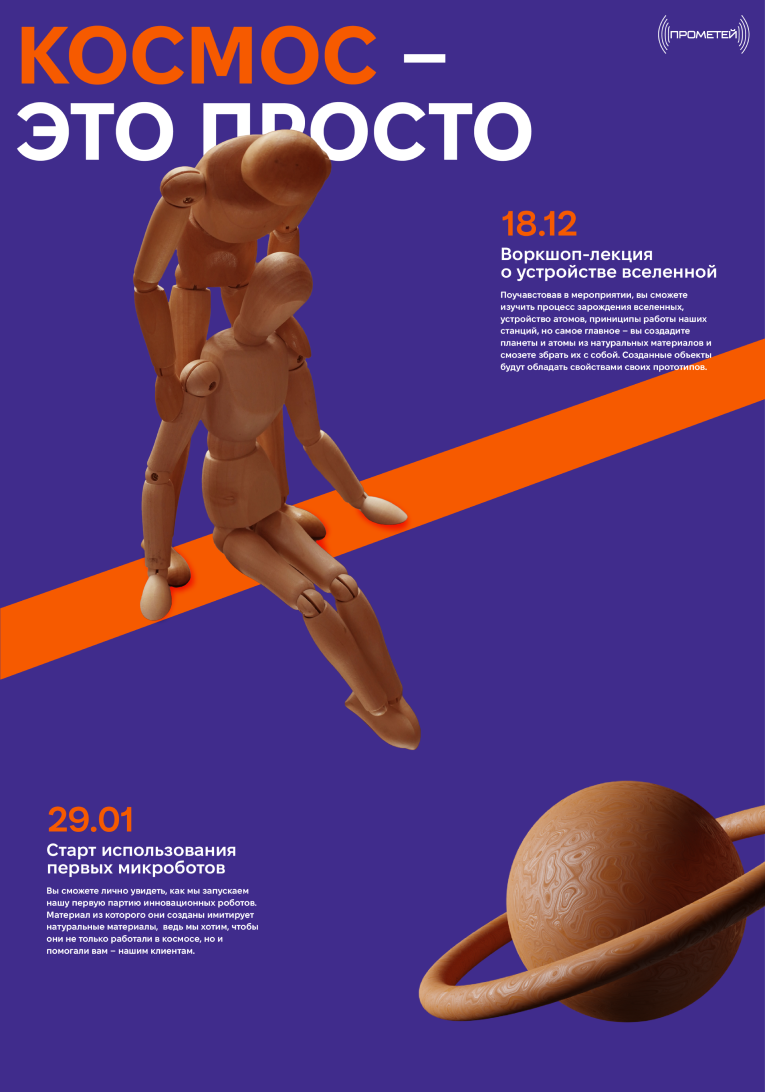 КОСМОС –
ЭТО ПРОСТО
ПРОМЕТЕЙ
18.12
Воркшоп-лекция
о устройстве вселенной
Поучавстовав в мероприятии, вы сможете
изучить процесс зарождения вселенных,
устройство атомов, приниципы работы наших
станций, но самое главное – вы создадите
планеты и атомы из натуральных материалов и
смозете збрать их с собой. Созданные объекты
будут обладать свойствами своих прототипов.
29.01
Старт использования
первых микроботов
Вы сможете лично увидеть, как мы запускаем
нашу первую партию инновационных роботов.
Материал из которого они созданы имитирует
натуральные материалы, ведь мы хотим, чтобы
они не только работали в космосе, но и
помогали вам – нашим клиентам.